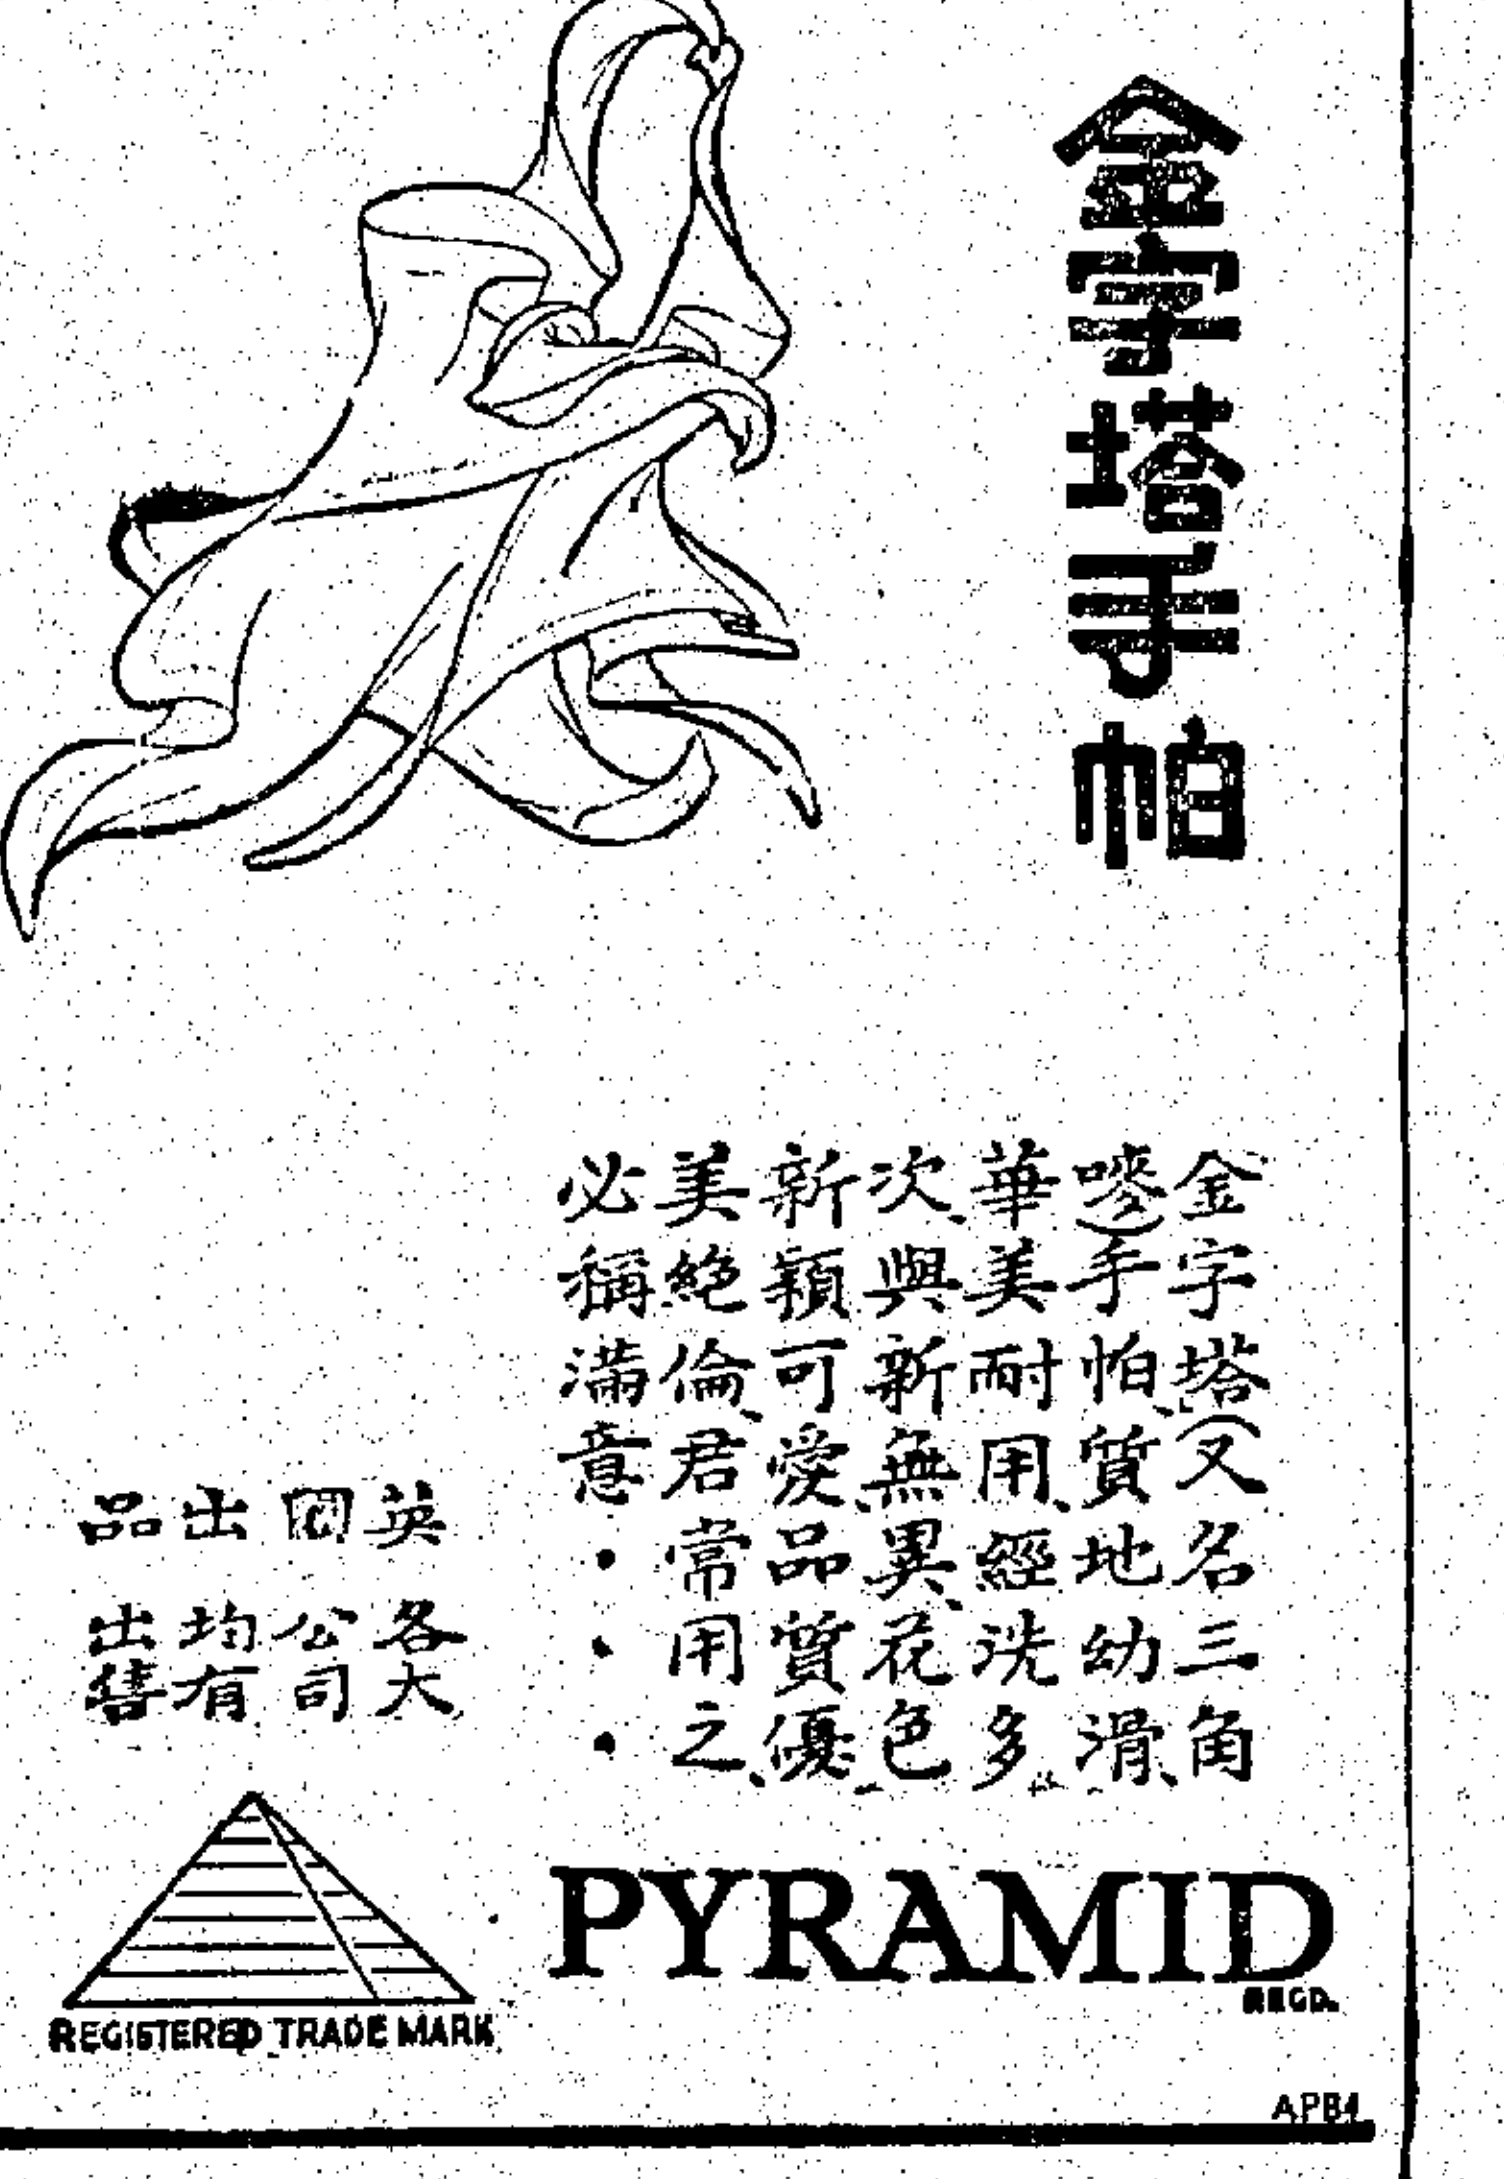 金字塔手帕
金字塔、(又名三角
嘜)手帕、質地幼滑、
華美耐用、經洗多
次、與新無異、花色
新穎可愛、品質優
美絕倫、君常用之、
必稱滿意・・・
英国出品
各大公司均有出售
PYRAMID
REGD.
REGISTERED TRADE MARK
APB4